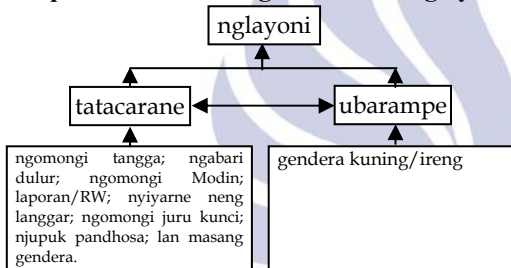 nglayoni
tatacarane
ubarampe
ngomongi tangga; ngabari
dulur; ngomongi Modin;
laporan/RW; nyiyarne neng
langgar; ngomongi juru kunci;
njupuk pandhosa; lan masang
gendera.
gendera kuning/ireng